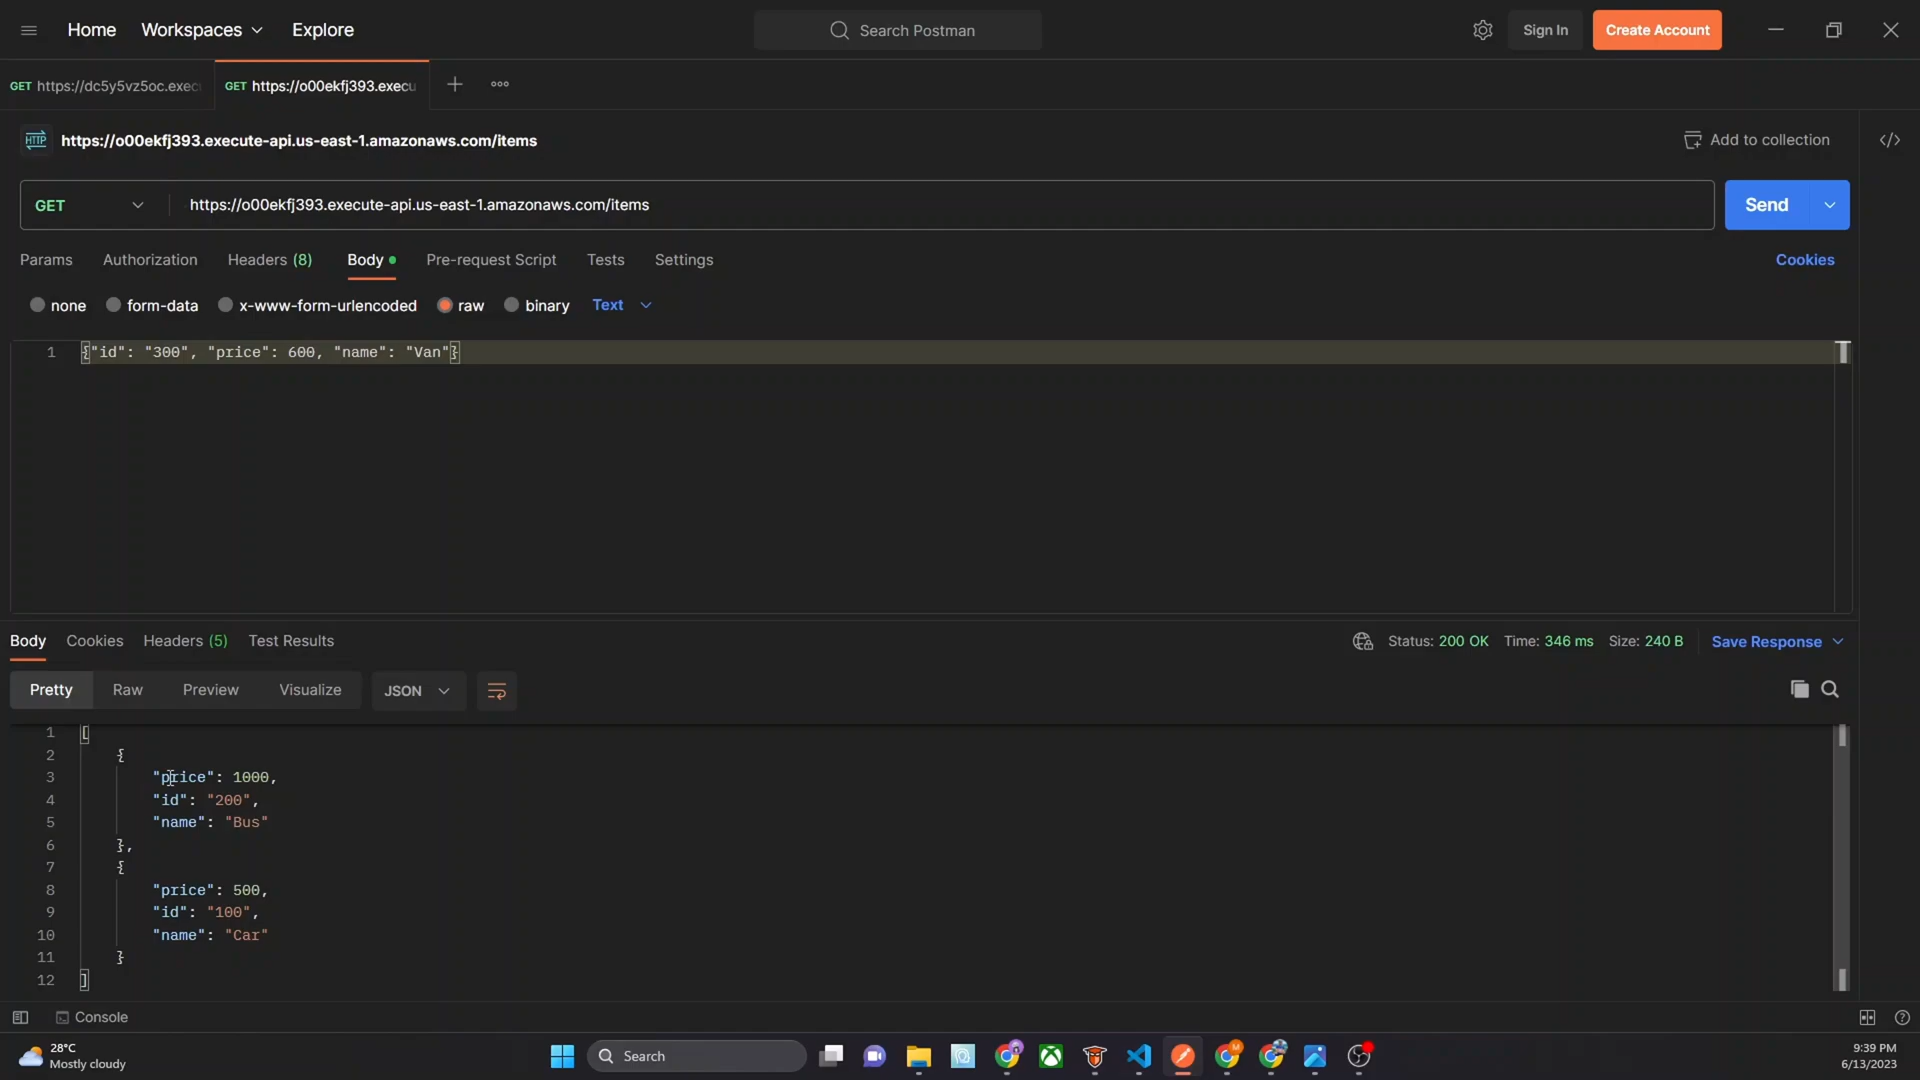 Home Workspaces Explore Search Postman Sign In Create Account
GET https://dc5y5vz5oc.exec GET https://o00ekfj393.execu
HTTP https://o00ekfj393.execute-api.us-east-1.amazonaws.com/items Add to collection
GET https://o00ekfj393.execute-api.us-east-1.amazonaws.com/items Send
Params Authorization Headers (8) Body Pre-request Script Tests Settings Cookies
none form-data x-www-form-urlencoded raw binary Text
1 {"id": "300", "price": 600, "name": "Van"}
Body Cookies Headers (5) Test Results Status: 200 OK Time: 346 ms Size: 240 B Save Response
Pretty Raw Preview Visualize JSON
1 [
2 {
3 "price": 1000,
4 "id": "200",
5 "name": "Bus"
6 },
7 {
8 "price": 500,
9 "id": "100",
10 "name": "Car"
11 }
12 ]
Console
28°C
Mostly cloudy
Search
9:39 PM
6/13/2023